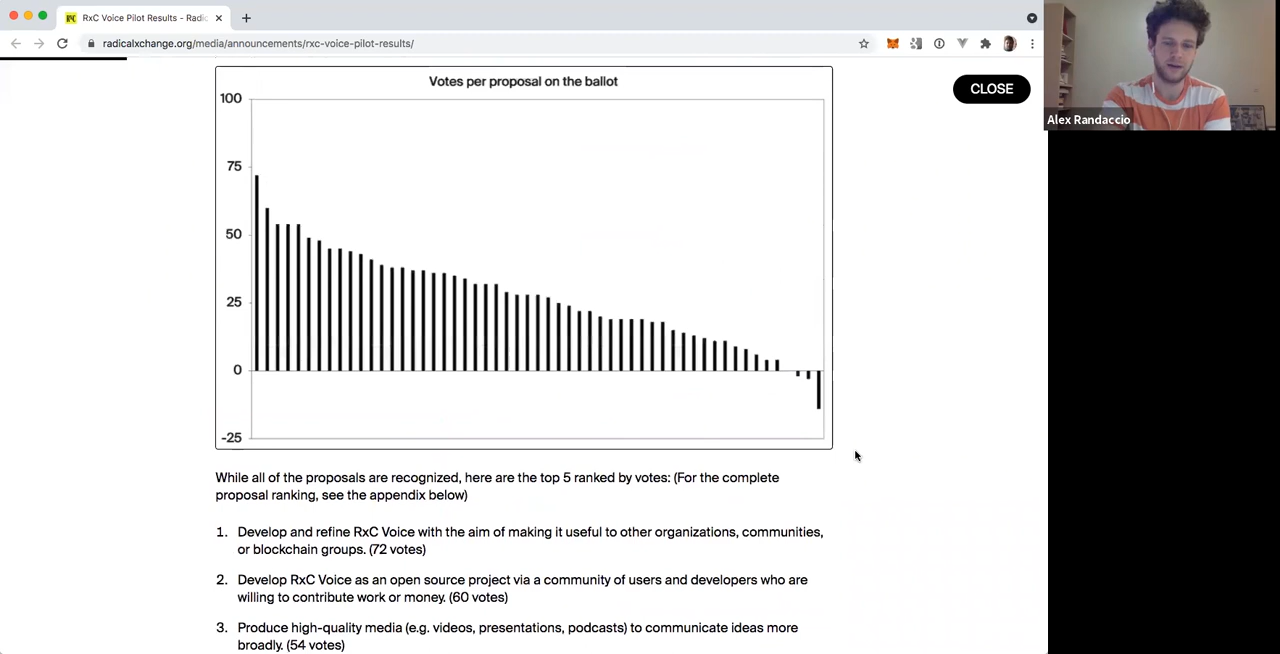 RxC Voice Pilot Results - Radic
radicalxchange.org/media/announcements/rxc-voice-pilot-results/
Votes per proposal on the ballot
100
75
50
25
0
-25
CLOSE
Alex Randaccio
While all of the proposals are recognized, here are the top 5 ranked by votes: (For the complete
proposal ranking, see the appendix below)
1. Develop and refine RxC Voice with the aim of making it useful to other organizations, communities,
or blockchain groups. (72 votes)
2. Develop RxC Voice as an open source project via a community of users and developers who are
willing to contribute work or money. (60 votes)
3. Produce high-quality media (e.g. videos, presentations, podcasts) to communicate ideas more
broadly. (54 votes)